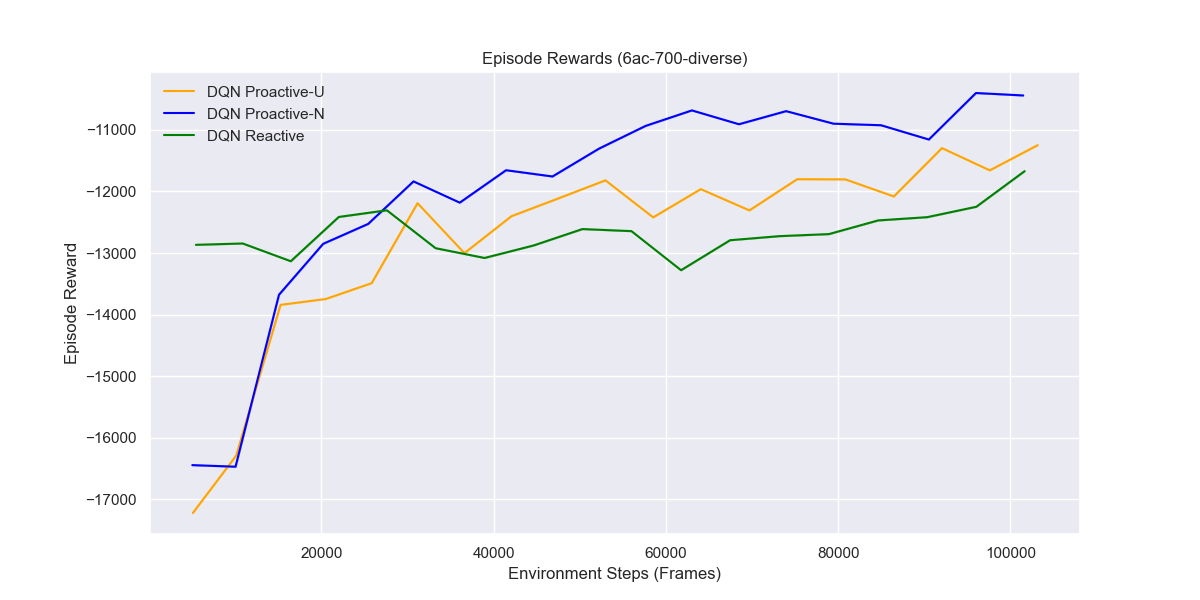 Episode Rewards (6ac-700-diverse)
DQN Proactive-U
DQN Proactive-N
DQN Reactive
−11000
−12000
−13000
−14000
−15000
−16000
−17000
Episode Reward
20000 40000 60000 80000 100000
Environment Steps (Frames)